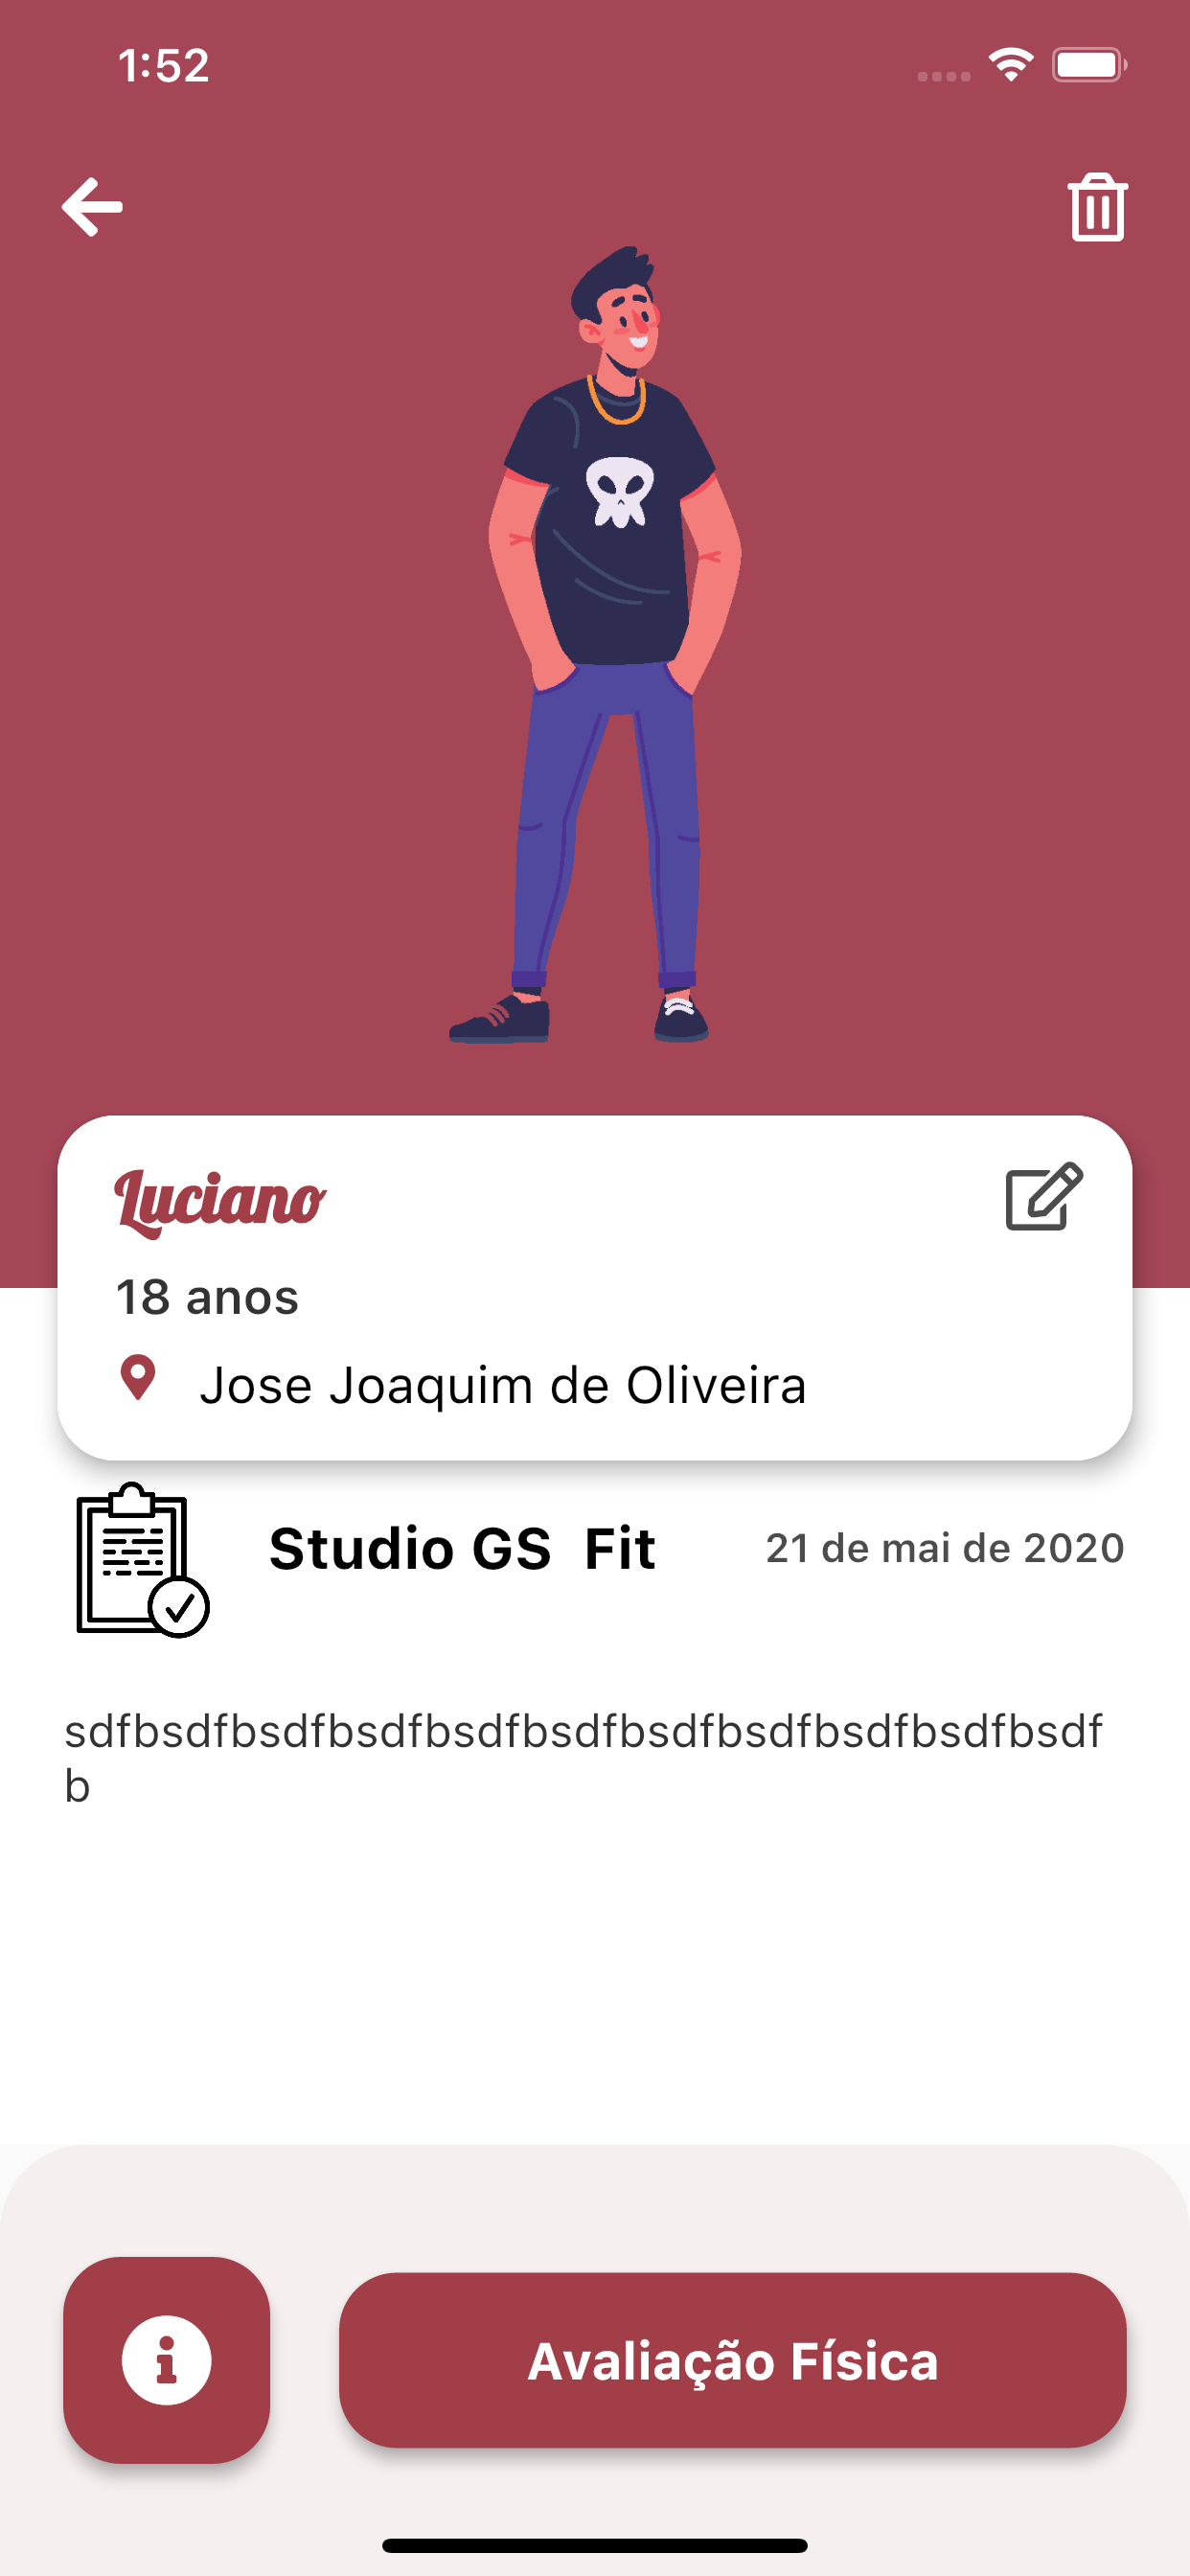 1:52
Luciano
18 anos
Jose Joaquim de Oliveira
Studio GS  Fit
21 de mai de 2020
sdfbsdfbsdfbsdfbsdfbsdfbsdfbsdfbsdfbsdfbsdf
b
Avaliação Física